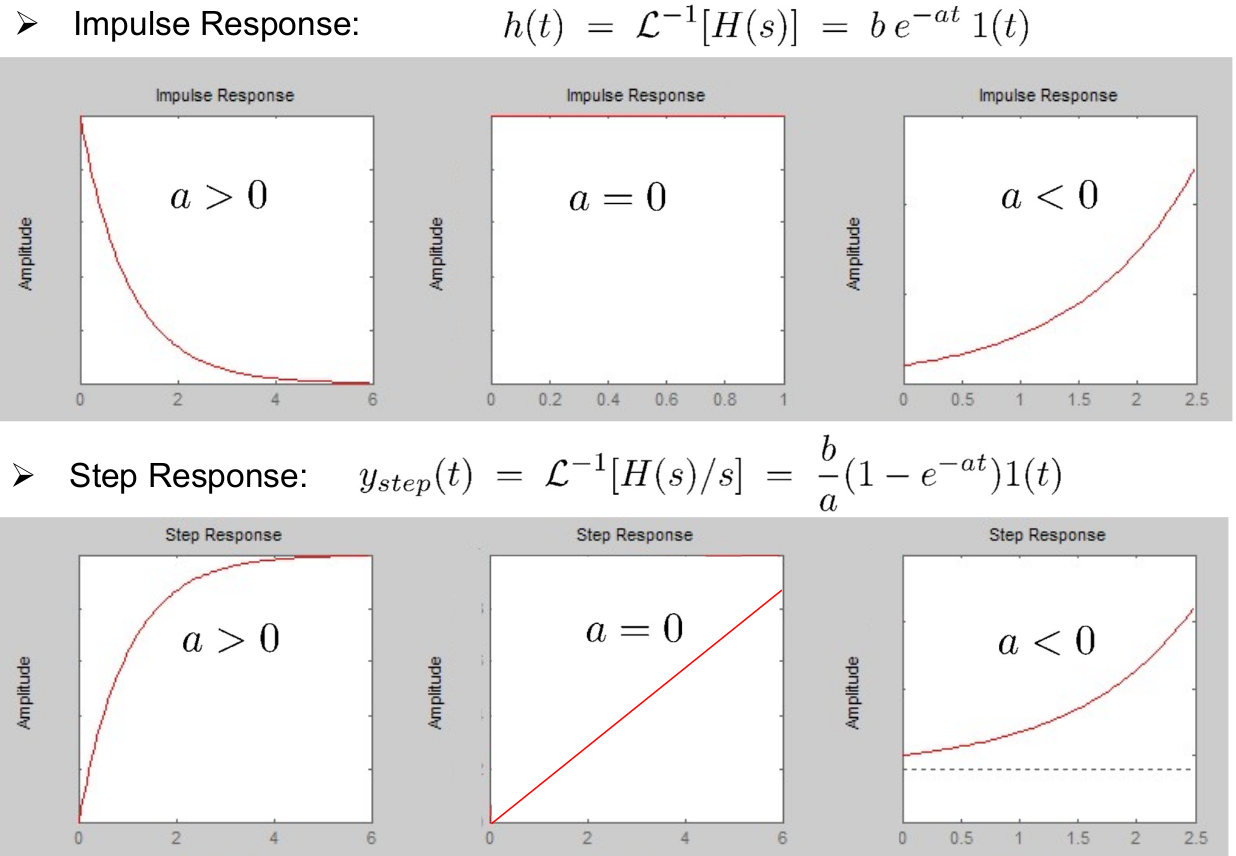 ➢ Impulse Response: h(t) = ℒ⁻¹[H(s)] = b e^{-at} 1(t)
Impulse Response
Impulse Response
Impulse Response
a > 0
a = 0
a < 0
Amplitude
Amplitude
Amplitude
0 2 4 6
0 0.2 0.4 0.6 0.8 1
0 0.5 1 1.5 2 2.5
➢ Step Response: y_{step}(t) = ℒ⁻¹[H(s)/s] = \frac{b}{a}(1 − e^{-at})1(t)
Step Response
Step Response
Step Response
a > 0
a = 0
a < 0
Amplitude
Amplitude
Amplitude
0 2 4 6
0 2 4 6
0 0.5 1 1.5 2 2.5